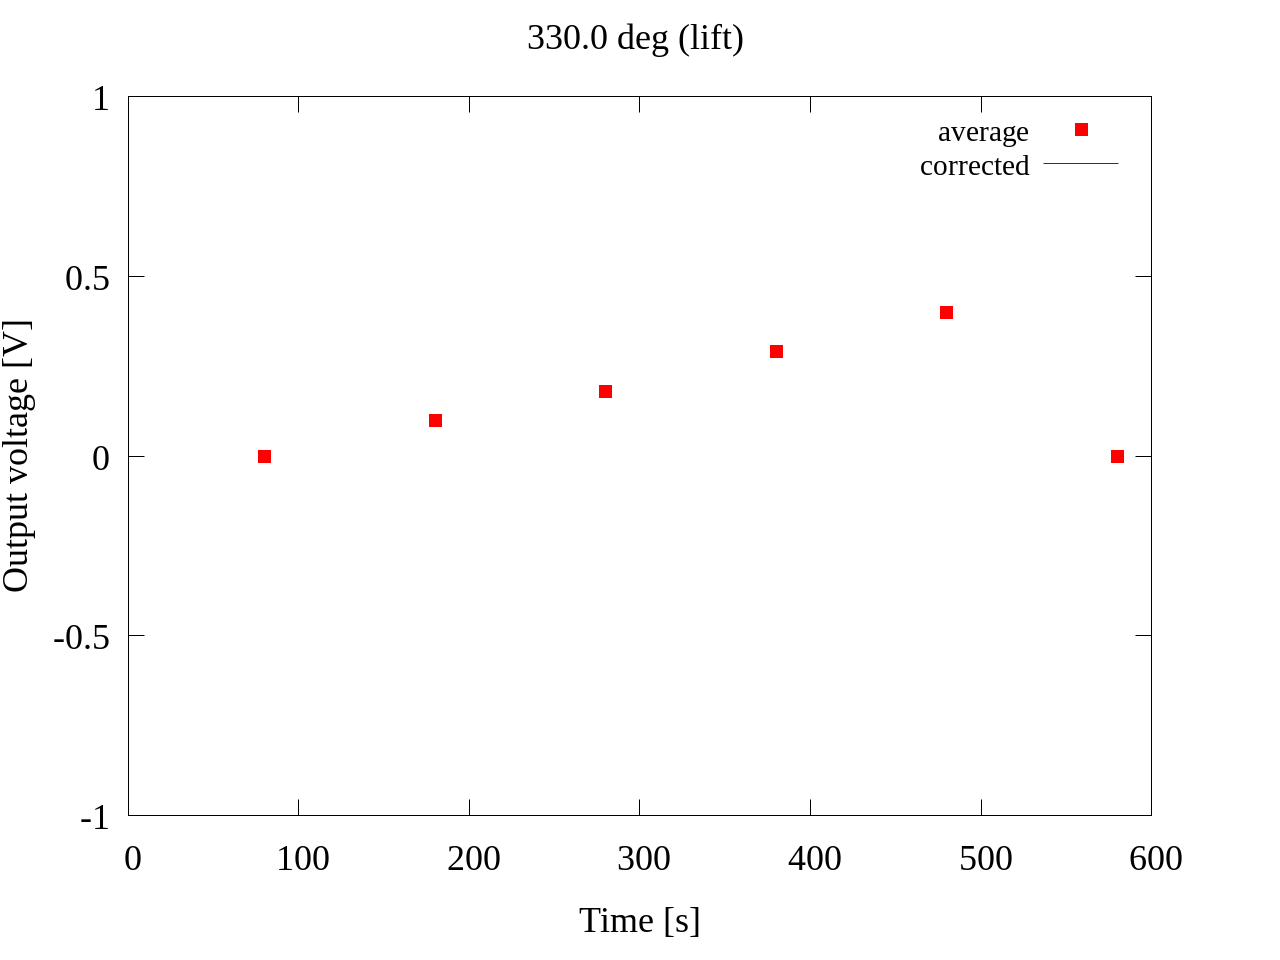 330.0 deg (lift)
1
0.5
0
-0.5
-1
Output voltage [V]
average
corrected
0 100 200 300 400 500 600
Time [s]